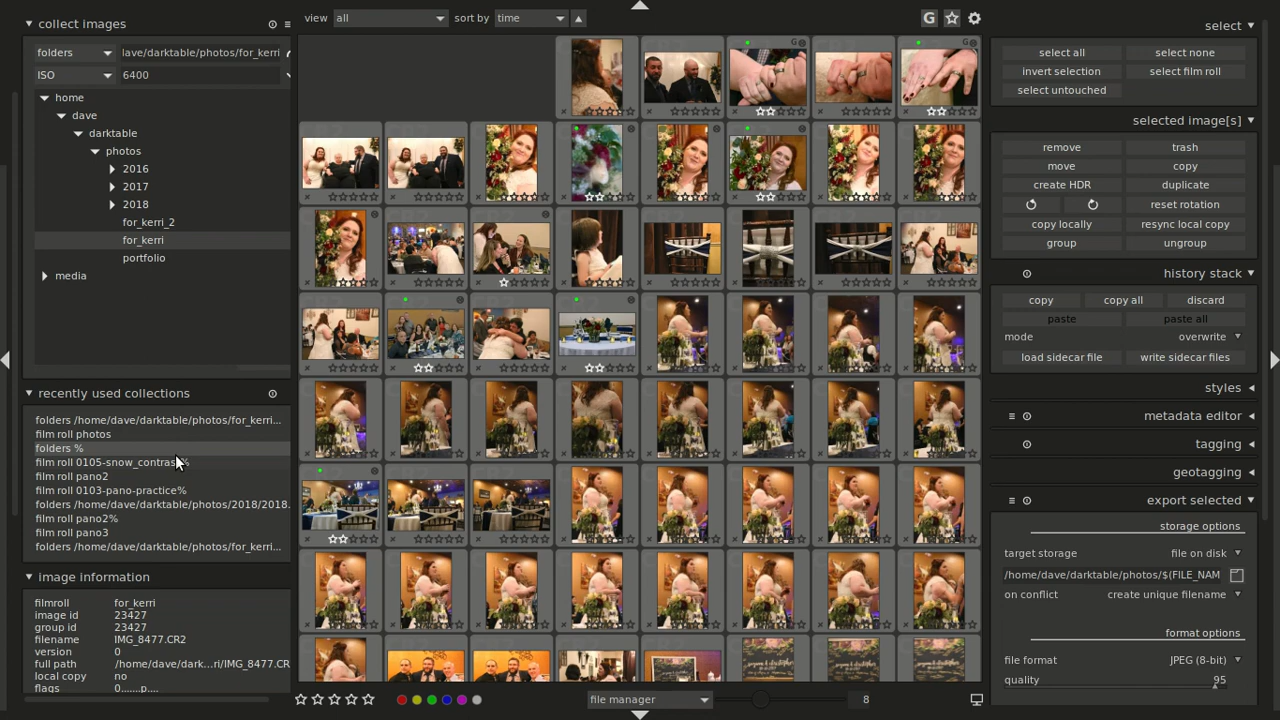 collect images
folders
lave/darktable/photos/for_kerri
ISO
6400
home
dave
darktable
photos
2016
2017
2018
for_kerri_2
for_kerri
portfolio
media
recently used collections
folders /home/dave/darktable/photos/for_kerri...
film roll photos
folders %
film roll 0105-snow_contras %
film roll pano2
film roll 0103-pano-practice%
folders /home/dave/darktable/photos/2018/2018.
film roll pano2%
film roll pano3
folders /home/dave/darktable/photos/for_kerri...
image information
filmroll for_kerri
image id 23427
group id 23427
filename IMG_8477.CR2
version 0
full path /home/dave/dark...ri/IMG_8477.CR
local copy no
flags 0.......p....
view all sort by time
G
file manager
8
select
select all select none
invert selection select film roll
select untouched
selected image[s]
remove trash
move copy
create HDR duplicate
reset rotation
copy locally resync local copy
group ungroup
history stack
copy copy all discard
paste paste all
mode overwrite
load sidecar file write sidecar files
styles
metadata editor
tagging
geotagging
export selected
storage options
target storage file on disk
/home/dave/darktable/photos/$(FILE_NAM
on conflict create unique filename
format options
file format JPEG (8-bit)
quality 95